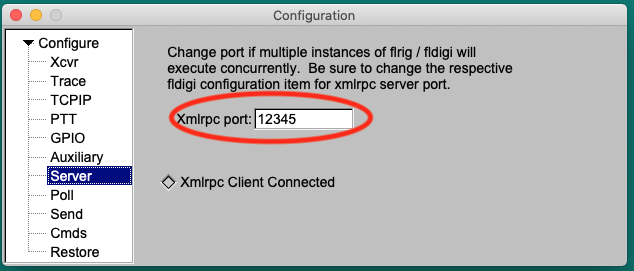 Configuration
Configure
Xcvr
Trace
TCPIP
PTT
GPIO
Auxiliary
Server
Poll
Send
Cmds
Restore
Change port if multiple instances of flrig / fldigi will
execute concurrently.  Be sure to change the respective
fldigi configuration item for xmlrpc server port.
Xmlrpc port: 12345
Xmlrpc Client Connected